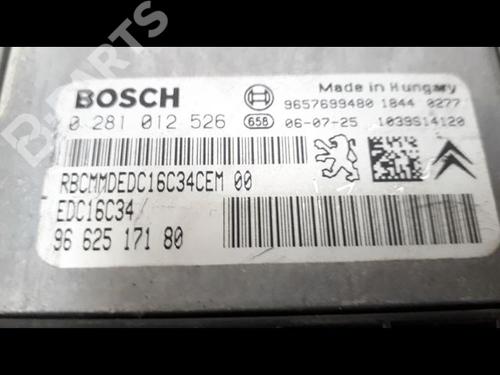 B-PARTS
BOSCH
Made in Hungary
9657699480 1844 0277
0 281 012 526
658
06-07-25 1039S14120
RBCMMDEDC16C34CEM 00
EDC16C34
96 625 171 80